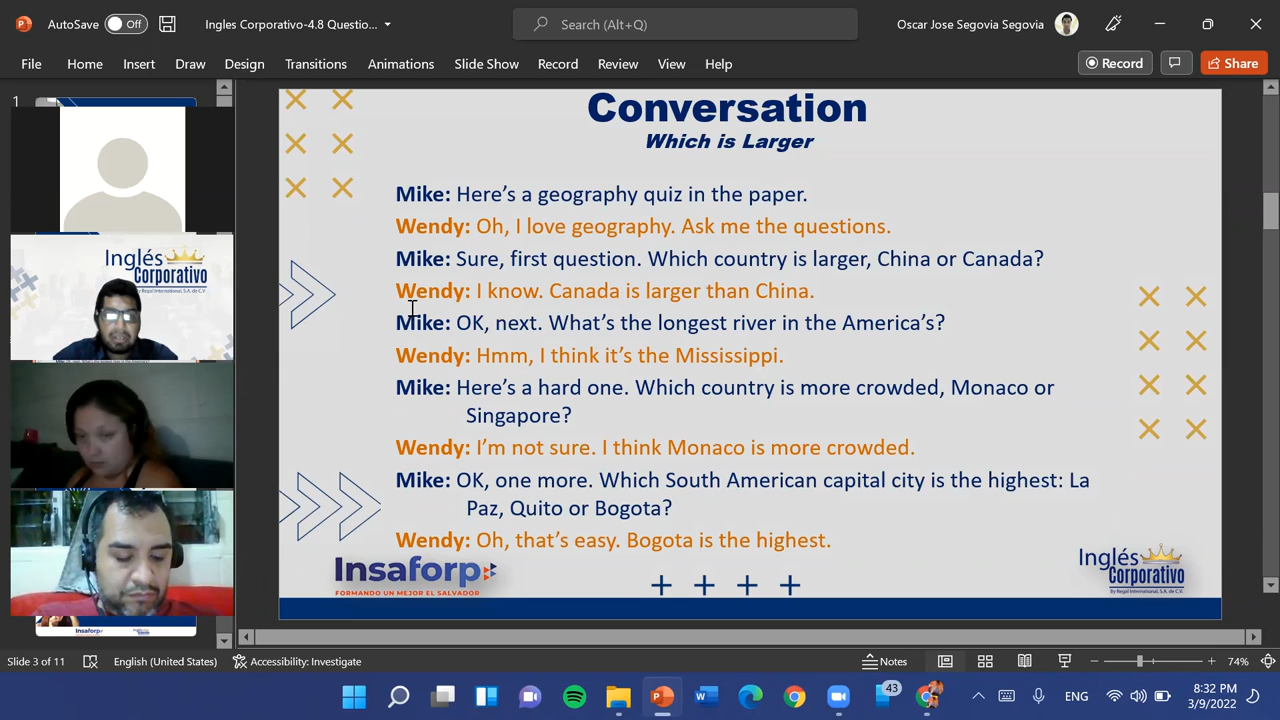 AutoSave Off Ingles Corporativo-4.8 Questio... Search (Alt+Q) Oscar Jose Segovia Segovia
File Home Insert Draw Design Transitions Animations Slide Show Record Review View Help Record Share
1
Conversation
Which is Larger
Mike: Here's a geography quiz in the paper.
Wendy: Oh, I love geography. Ask me the questions.
Mike: Sure, first question. Which country is larger, China or Canada?
Wendy: I know. Canada is larger than China.
Mike: OK, next. What's the longest river in the America's?
Wendy: Hmm, I think it's the Mississippi.
Mike: Here's a hard one. Which country is more crowded, Monaco or
Singapore?
Wendy: I'm not sure. I think Monaco is more crowded.
Mike: OK, one more. Which South American capital city is the highest: La
Paz, Quito or Bogota?
Wendy: Oh, that's easy. Bogota is the highest.
Insaforp
FORMANDO UN MEJOR EL SALVADOR
Inglés
Corporativo
By Regal International, S.A. de C.V.
Inglés
Corporativo
By Regal International, S.A. de C.V.
Slide 3 of 11 English (United States) Accessibility: Investigate Notes 74%
43 ENG 8:32 PM
3/9/2022